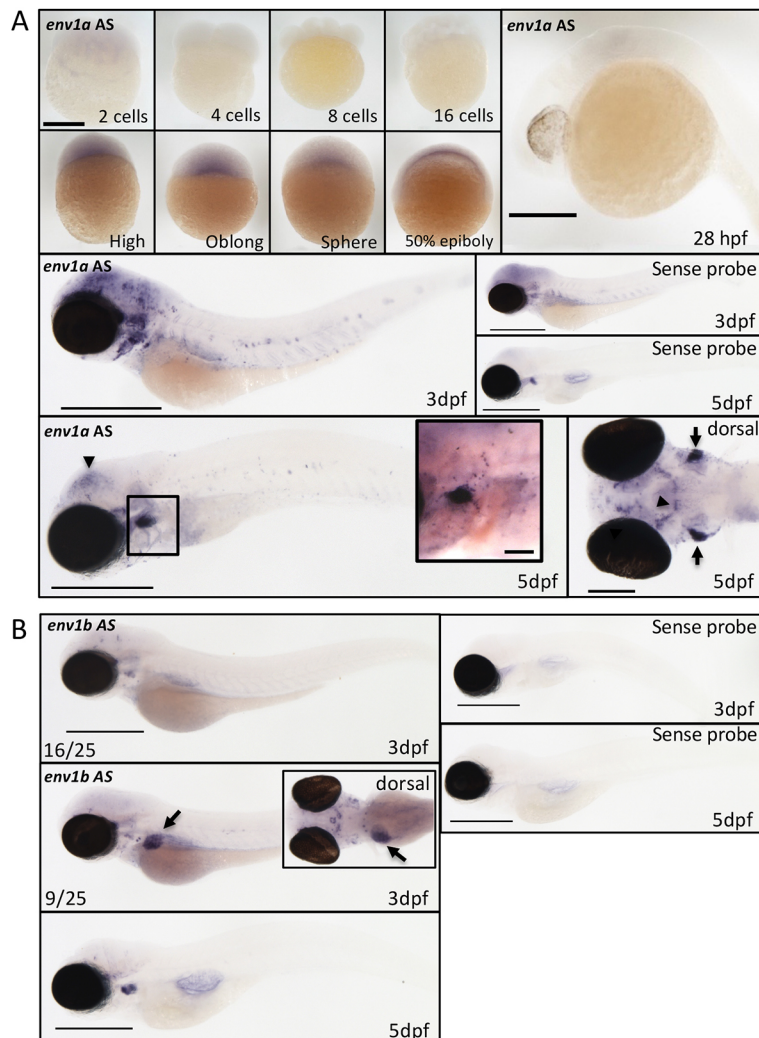 A
env1a AS
2 cells
4 cells
8 cells
16 cells
High
Oblong
Sphere
50% epiboly
env1a AS
28 hpf
env1a AS
3dpf
Sense probe
3dpf
Sense probe
5dpf
env1a AS
5dpf
dorsal
5dpf
B
env1b AS
16/25
3dpf
Sense probe
3dpf
env1b AS
dorsal
9/25
3dpf
Sense probe
5dpf
5dpf